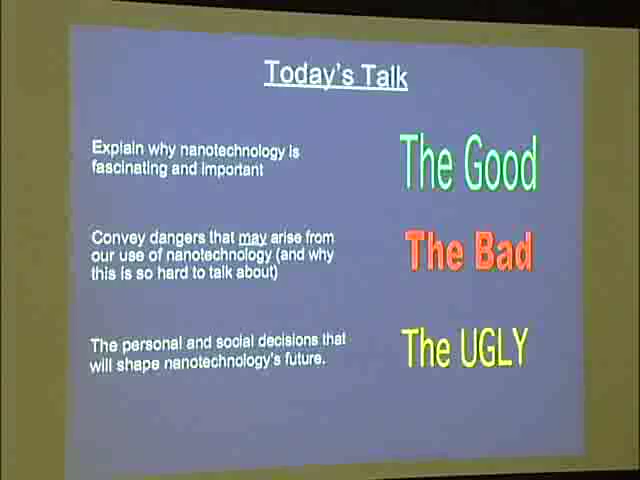 Today's Talk
Explain why nanotechnology is
fascinating and important
The Good
Convey dangers that may arise from
our use of nanotechnology (and why
this is so hard to talk about)
The Bad
The personal and social decisions that
will shape nanotechnology's future.
The UGLY